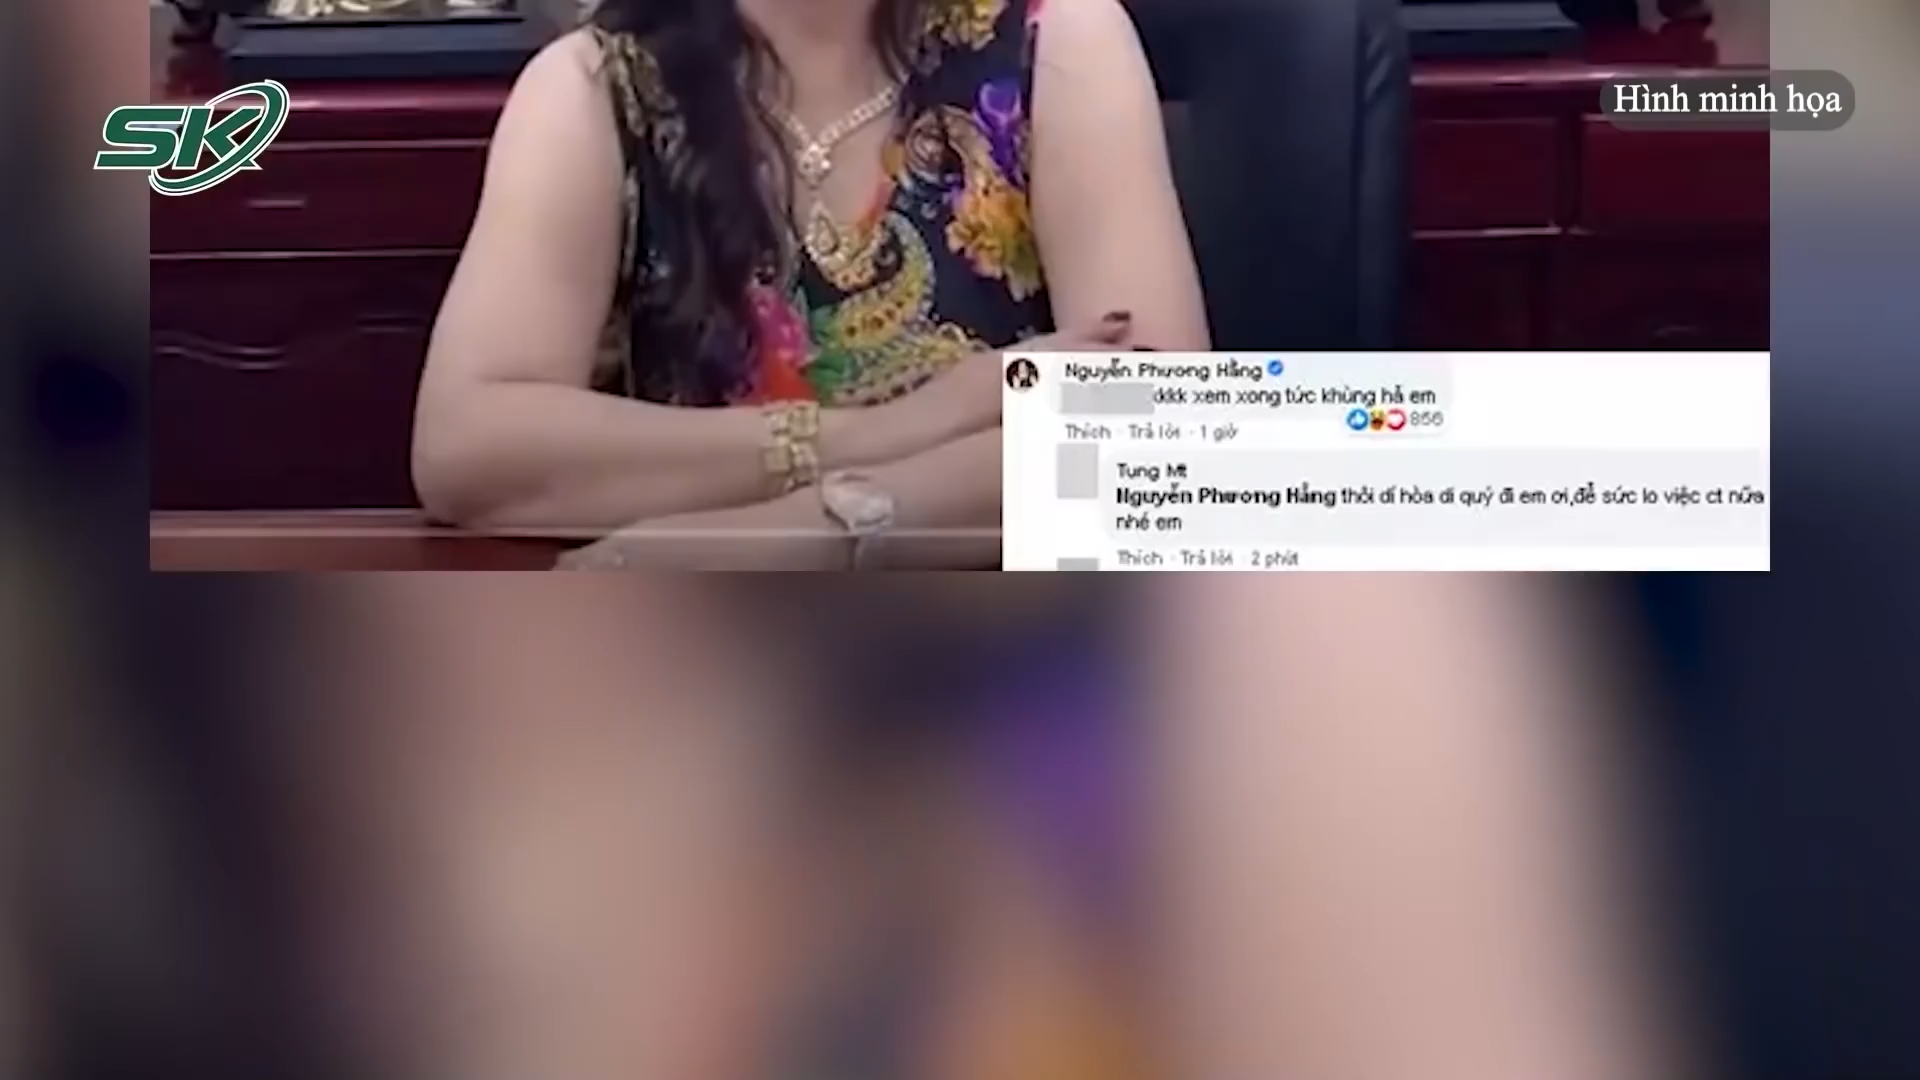 SK
Hình minh họa
Nguyễn Phương Hằng
kkk xem xong tức khùng hả em
856
Thích · Trả lời · 1 giờ
Tung Mt
Nguyễn Phương Hằng thôi dĩ hòa di quý đi em ơi,để sức lo việc ct nữa
nhé em
Thích · Trả lời · 2 phút